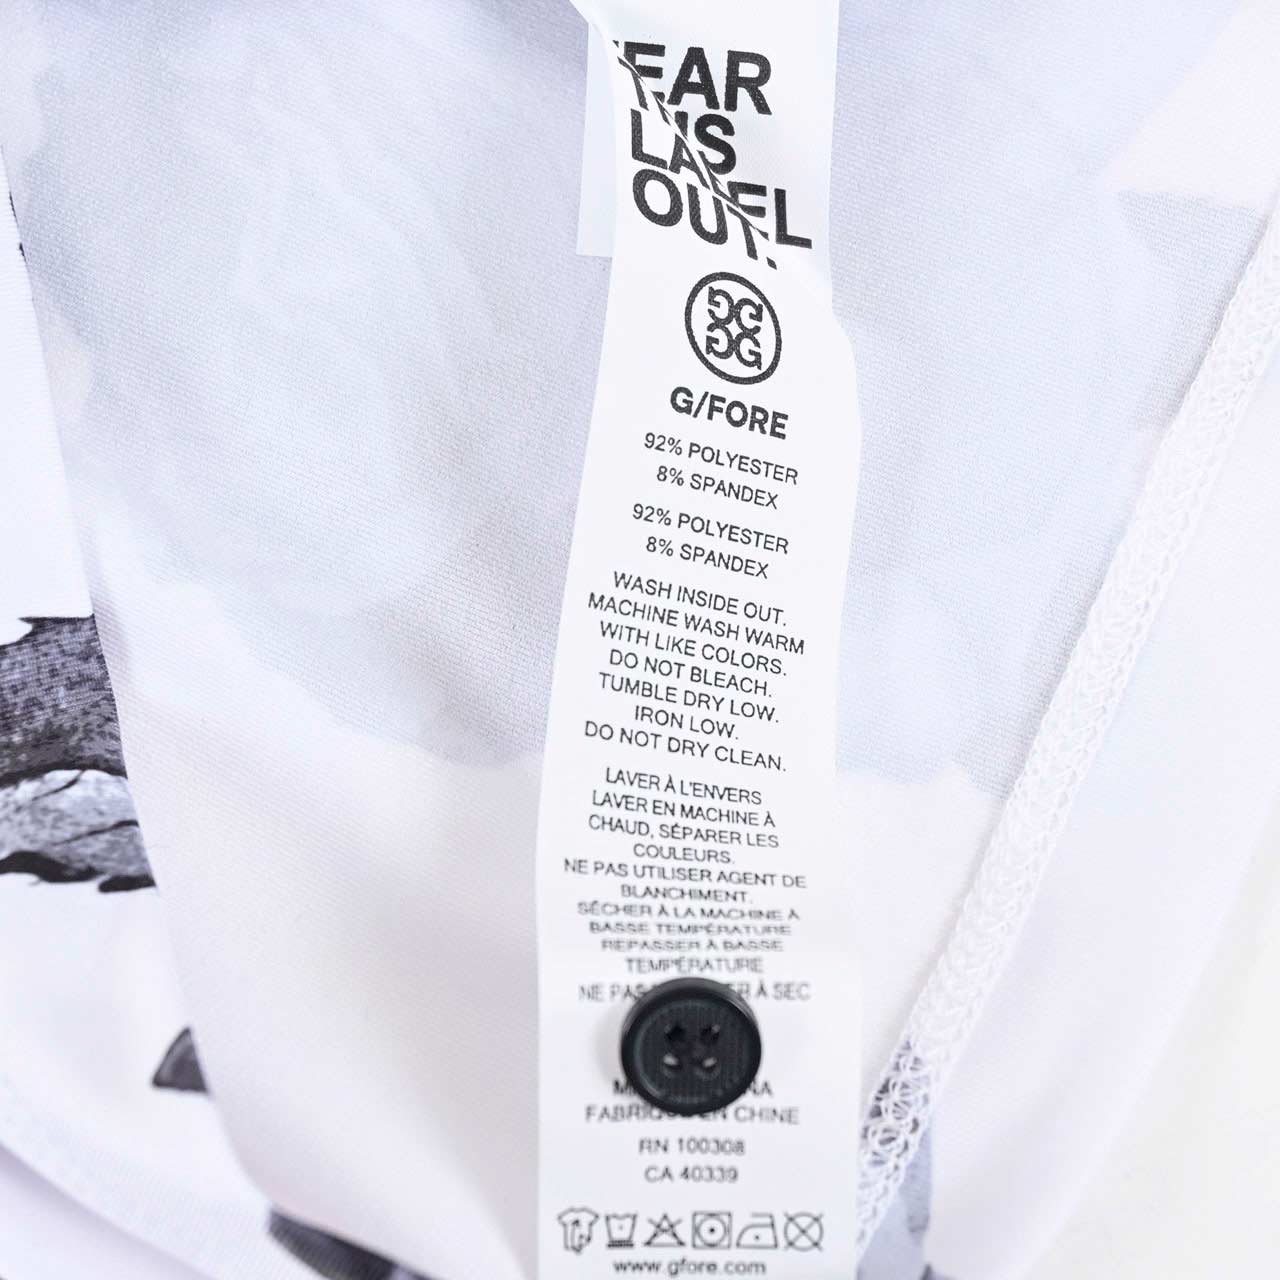 G/FORE
92% POLYESTER
8% SPANDEX
92% POLYESTER
8% SPANDEX
WASH INSIDE OUT.
MACHINE WASH WARM
WITH LIKE COLORS.
DO NOT BLEACH.
TUMBLE DRY LOW.
IRON LOW.
DO NOT DRY CLEAN.
LAVER À L'ENVERS
LAVER EN MACHINE À
CHAUD, SÉPARER LES
COULEURS.
NE PAS UTILISER AGENT DE
BLANCHIMENT.
SÉCHER À LA MACHINE À
BASSE TEMPÉRATURE
REPASSER À BASSE
TEMPÉRATURE
NE PAS À SEC
EN CHINE
RN 100308
CA 40339
www.gfore.com